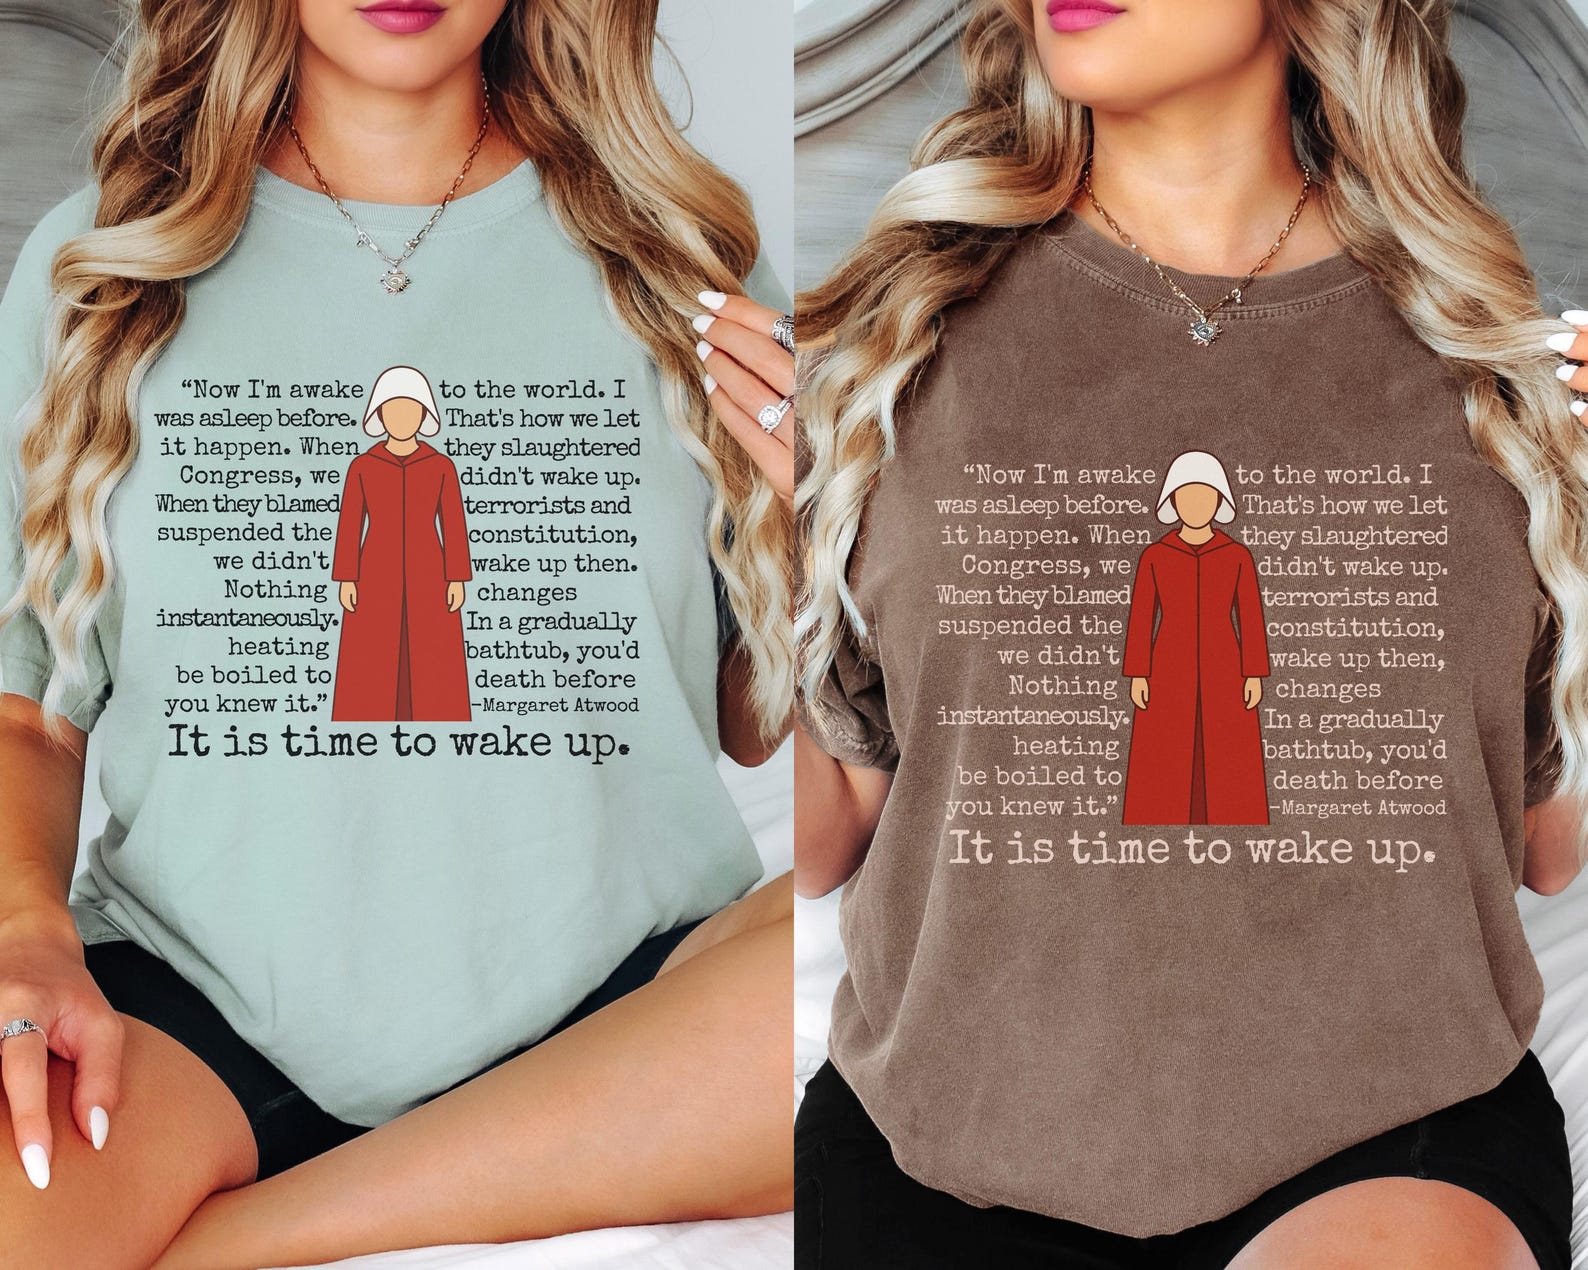 “Now I'm awake to the world. I
was asleep before. That's how we let
it happen. When they slaughtered
Congress, we didn't wake up.
When they blamed terrorists and
suspended the constitution,
we didn't wake up then.
Nothing changes
instantaneously. In a gradually
heating bathtub, you'd
be boiled to death before
you knew it.” -Margaret Atwood
It is time to wake up.
“Now I'm awake to the world. I
was asleep before. That's how we let
it happen. When they slaughtered
Congress, we didn't wake up.
When they blamed terrorists and
suspended the constitution,
we didn't wake up then,
Nothing changes
instantaneously. In a gradually
heating bathtub, you'd
be boiled to death before
you knew it.” -Margaret Atwood
It is time to wake up.